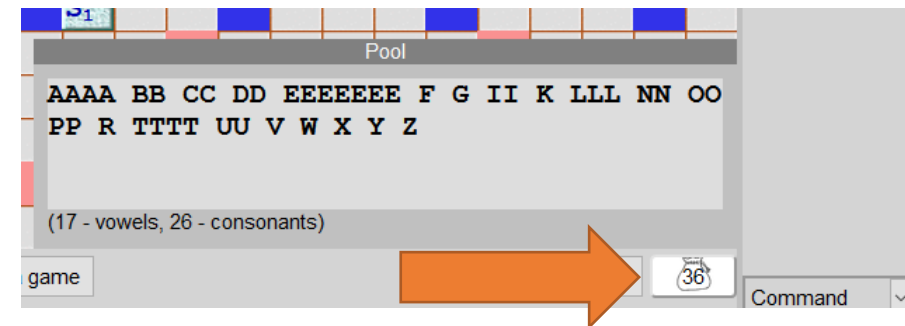 S1
Pool
AAAA BB CC DD EEEEEEE F G II K LLL NN OO
PP R TTTT UU V W X Y Z
(17 - vowels, 26 - consonants)
game
36
Command